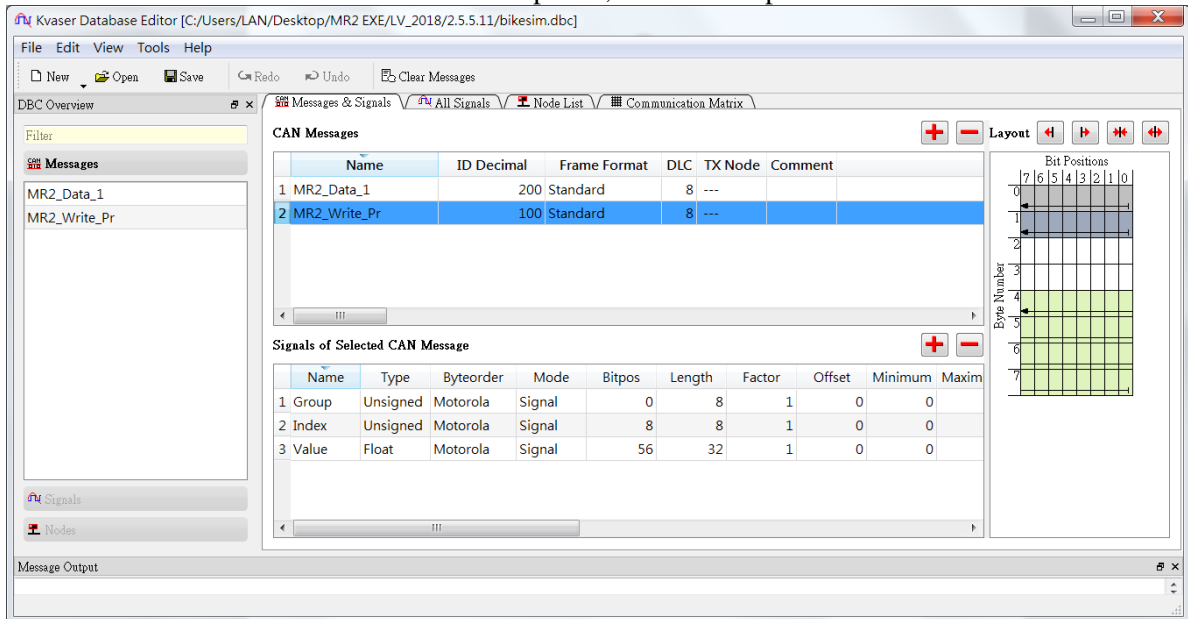 Kvaser Database Editor [C:/Users/LAN/Desktop/MR2 EXE/LV_2018/2.5.5.11/bikesim.dbc]
File Edit View Tools Help
New Open Save Redo Undo Clear Messages
DBC Overview
Messages & Signals All Signals Node List Communication Matrix
Filter
Messages
MR2_Data_1
MR2_Write_Pr
Signals
Nodes
CAN Messages
Name ID Decimal Frame Format DLC TX Node Comment
1 MR2_Data_1 200 Standard 8 ---
2 MR2_Write_Pr 100 Standard 8 ---
Signals of Selected CAN Message
Name Type Byteorder Mode Bitpos Length Factor Offset Minimum Maxim
1 Group Unsigned Motorola Signal 0 8 1 0 0
2 Index Unsigned Motorola Signal 8 8 1 0 0
3 Value Float Motorola Signal 56 32 1 0 0
Layout
Bit Positions
7 6 5 4 3 2 1 0
Byte Number
0
1
2
3
4
5
6
7
Message Output